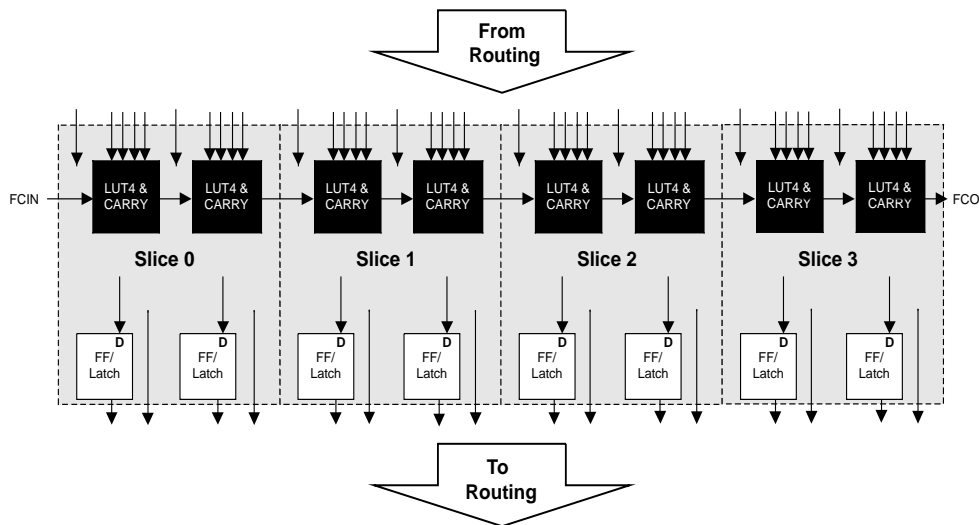 From
Routing
LUT4 &
CARRY
LUT4 &
CARRY
LUT4 &
CARRY
LUT4 &
CARRY
LUT4 &
CARRY
LUT4 &
CARRY
LUT4 &
CARRY
LUT4 &
CARRY
FCIN
FCO
Slice 0
Slice 1
Slice 2
Slice 3
D
FF/
Latch
D
FF/
Latch
D
FF/
Latch
D
FF/
Latch
D
FF/
Latch
D
FF/
Latch
D
FF/
Latch
D
FF/
Latch
To
Routing